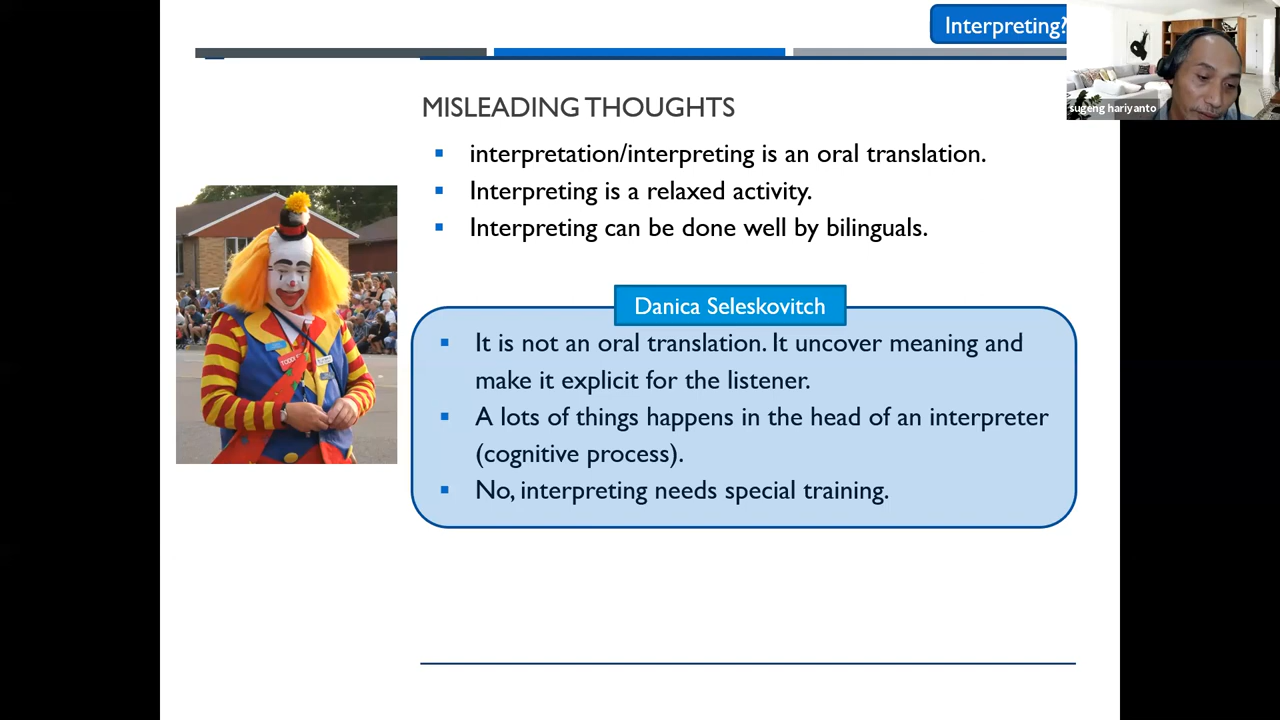 Interpreting?
sugeng hariyanto
MISLEADING THOUGHTS
interpretation/interpreting is an oral translation.
Interpreting is a relaxed activity.
Interpreting can be done well by bilinguals.
Danica Seleskovitch
It is not an oral translation. It uncover meaning and
make it explicit for the listener.
A lots of things happens in the head of an interpreter
(cognitive process).
No, interpreting needs special training.